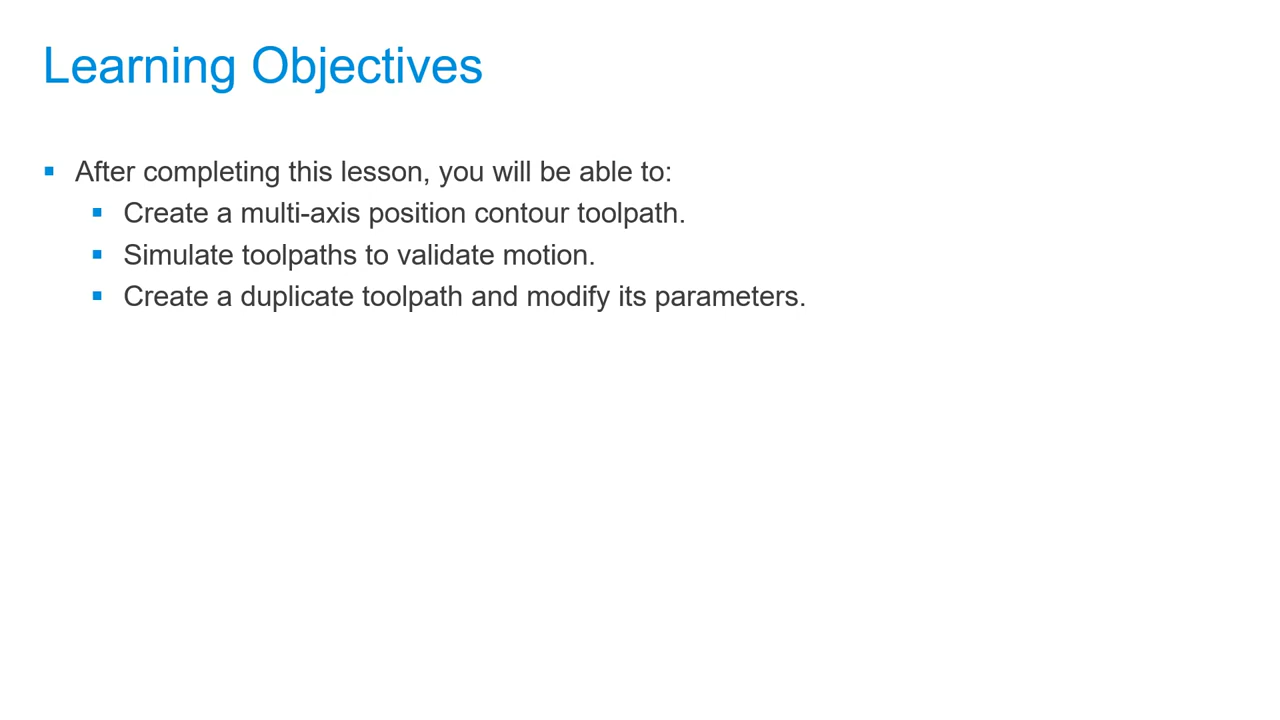 Learning Objectives
After completing this lesson, you will be able to:
Create a multi-axis position contour toolpath.
Simulate toolpaths to validate motion.
Create a duplicate toolpath and modify its parameters.